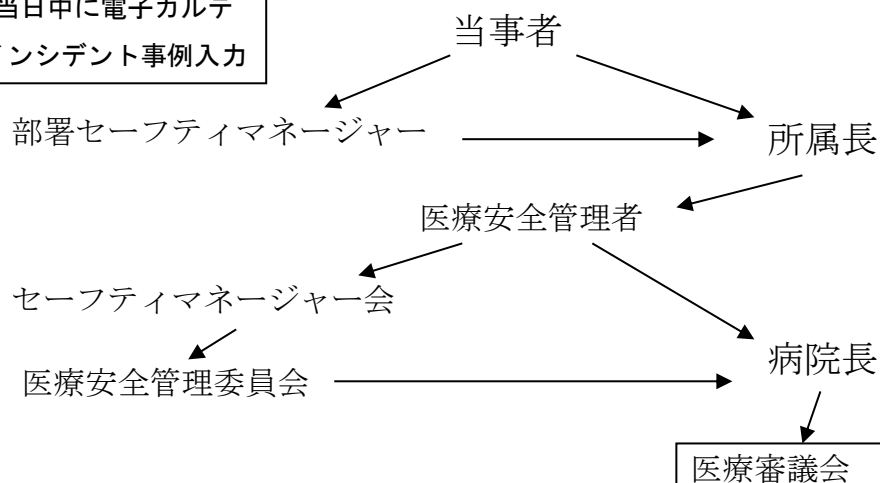 当日中に電子カルテ
インシデント事例入力
当事者
部署セーフティマネージャー
所属長
医療安全管理者
セーフティマネージャー会
病院長
医療安全管理委員会
医療審議会